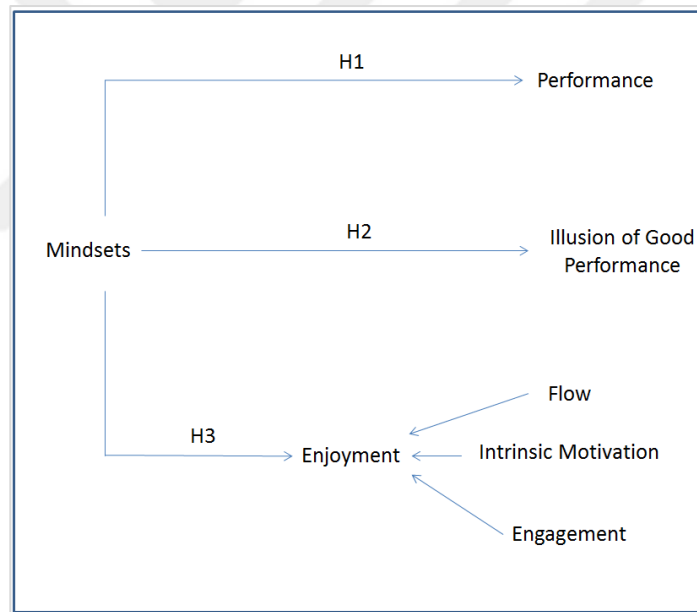 H1
Performance
Mindsets
H2
Illusion of Good
Performance
Flow
H3
Enjoyment
Intrinsic Motivation
Engagement